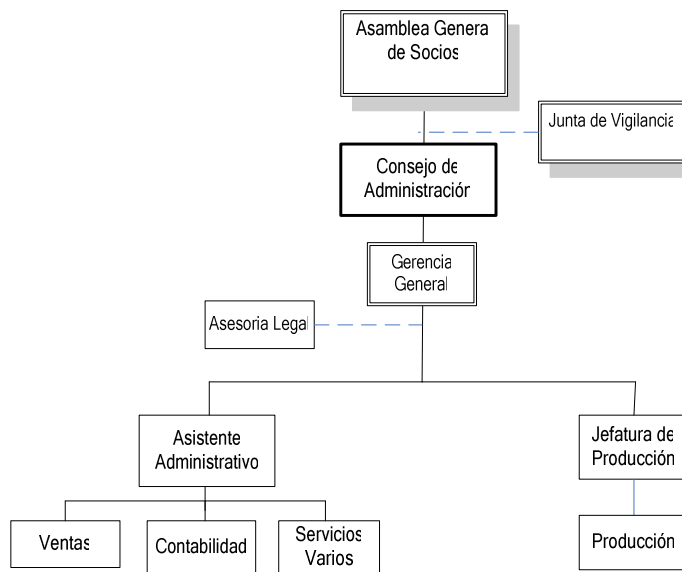 Asamblea Genera
de Socios
Junta de Vigilancia
Consejo de
Administración
Gerencia
General
Asesoria Legal
Asistente
Administrativo
Jefatura de
Producción
Ventas
Contabilidad
Servicios
Varios
Producción